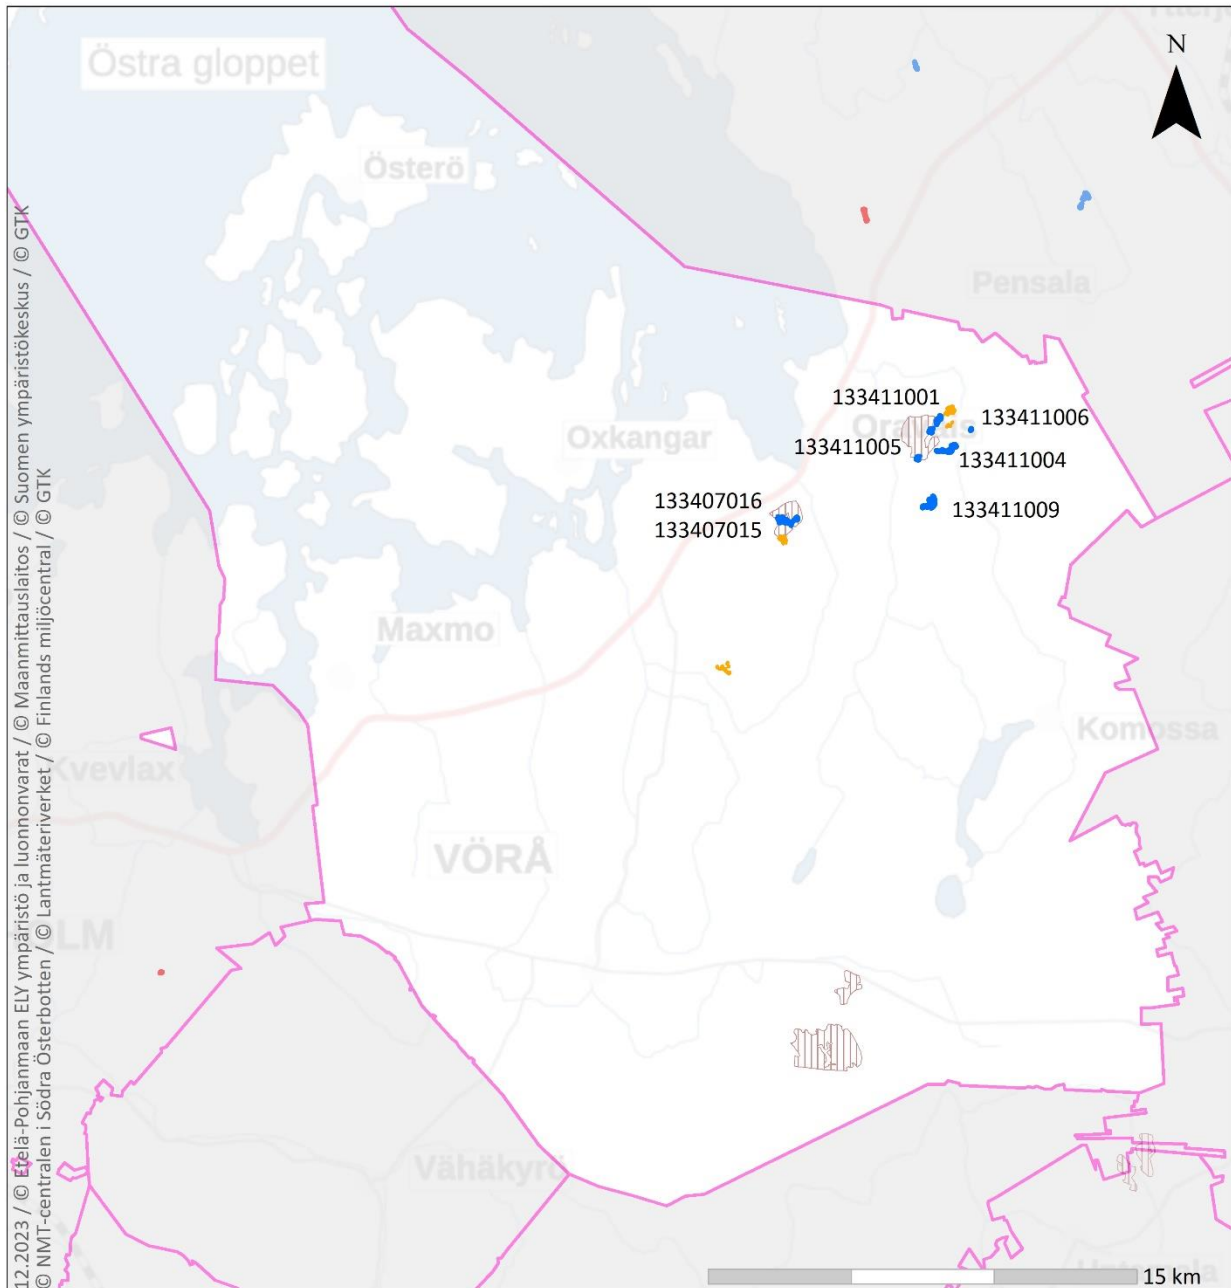 Östra gloppet
N
Österö
Pensala
133411001
Oravais
133411006
133411005
133411004
Oxkangar
133407016
133411009
133407015
Maxmo
Komossa
Kvevlax
VÖRÅ
Vähäkyrö
15 km
12.2023 / © Etelä-Pohjanmaan ELY ympäristö ja luonnonvarat / © Maanmittauslaitos / © Suomen ympäristökeskus / © GTK
© NMT-centralen i Södra Österbotten / © Lantmäteriverket / © Finlands miljöcentral / © GTK